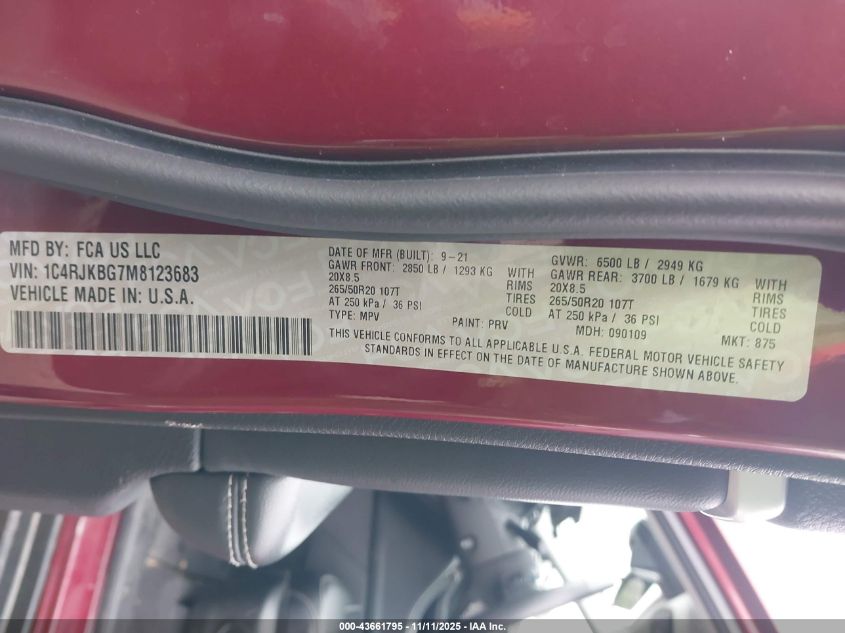 MFD BY: FCA US LLC
VIN: 1C4RJKBG7M8123683
VEHICLE MADE IN: U.S.A.
DATE OF MFR (BUILT): 9-21
GAWR FRONT: 2850 LB / 1293 KG WITH
20X8.5 RIMS
265/50R20 107T TIRES
AT 250 kPa / 36 PSI COLD
TYPE: MPV PAINT: PRV
GVWR: 6500 LB / 2949 KG
GAWR REAR: 3700 LB / 1679 KG WITH
20X8.5 RIMS
265/50R20 107T TIRES
AT 250 kPa / 36 PSI COLD
MDH: 090109 MKT: 875
THIS VEHICLE CONFORMS TO ALL APPLICABLE U.S.A. FEDERAL MOTOR VEHICLE SAFETY
STANDARDS IN EFFECT ON THE DATE OF MANUFACTURE SHOWN ABOVE.
000-43661795 - 11/11/2025 - IAA Inc.